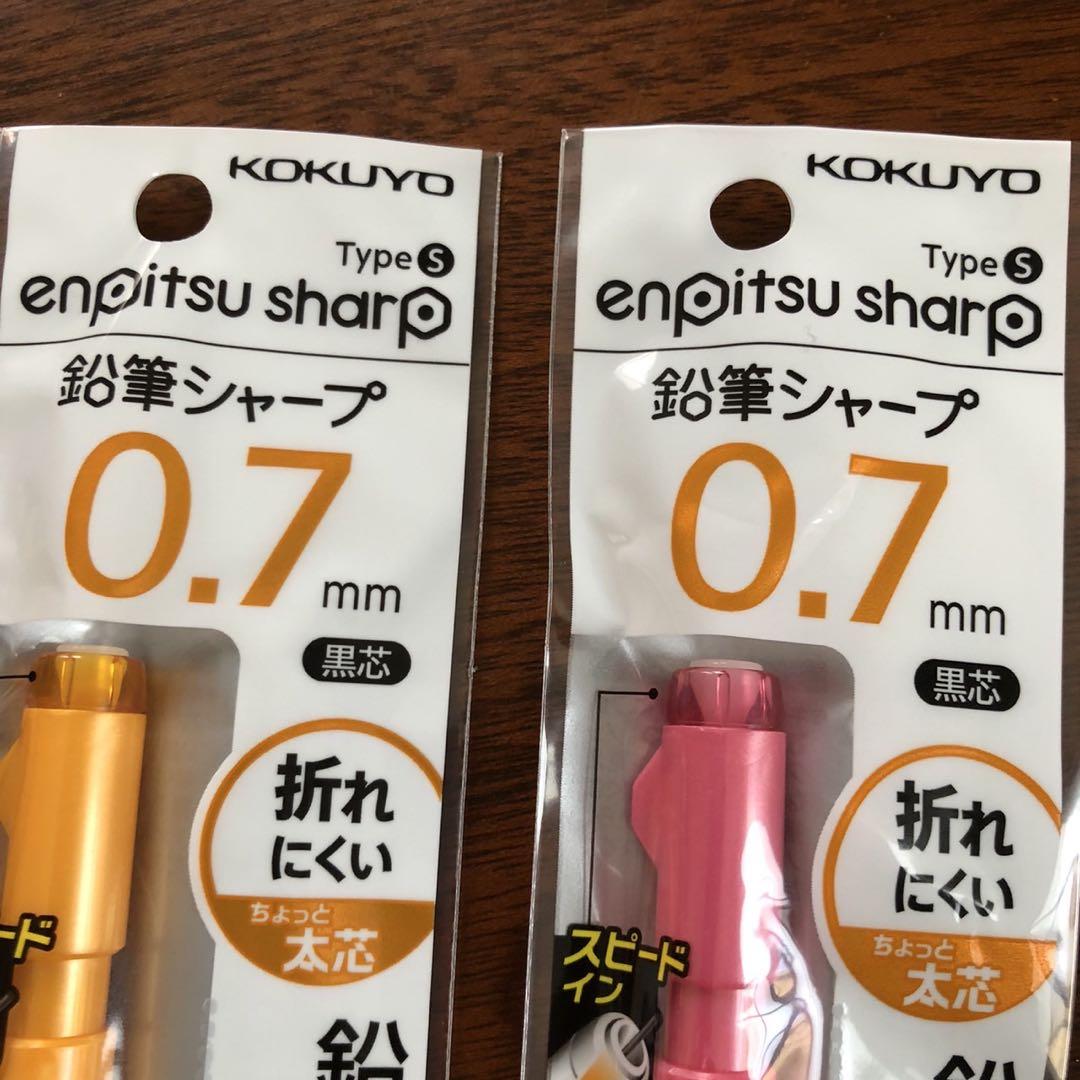 KOKUYO
Type S
enpitsu sharp
鉛筆シャープ
0.7 mm
黒芯
折れ
にくい
ちょっと
太芯
ード
鉛
KOKUYO
Type S
enpitsu sharp
鉛筆シャープ
0.7 mm
黒芯
折れ
にくい
ちょっと
太芯
スピード
イン